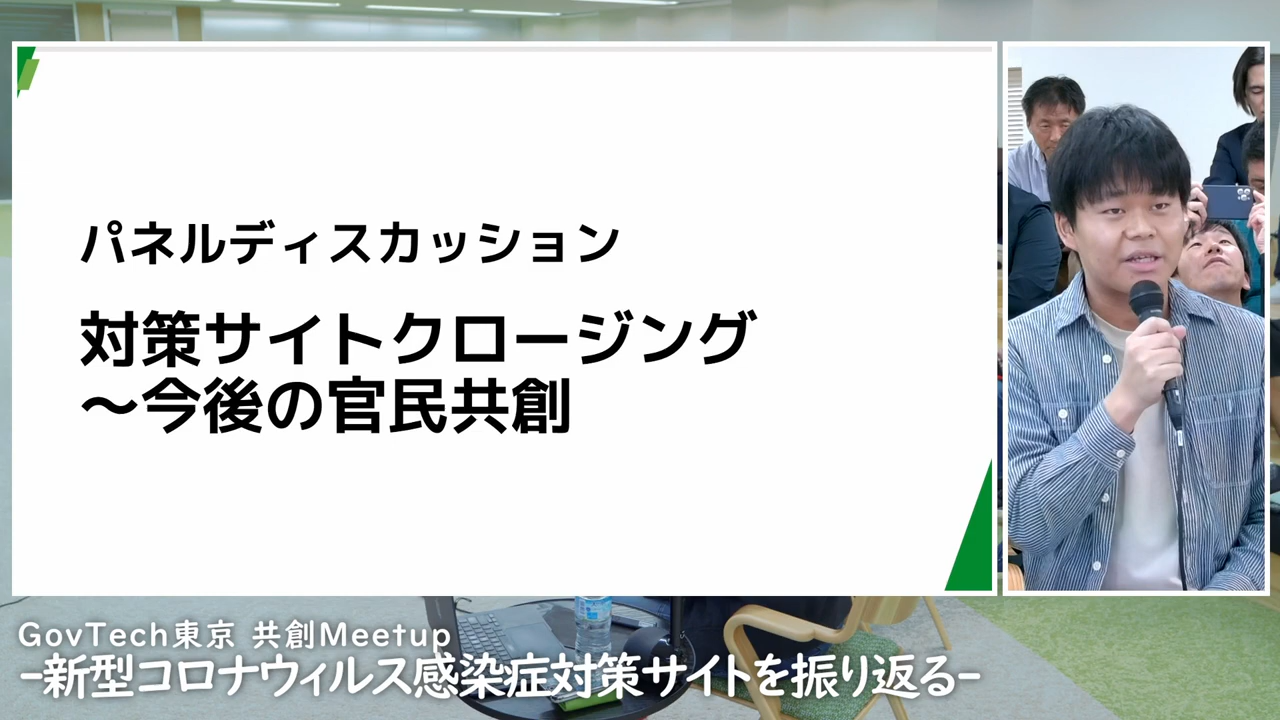 パネルディスカッション
対策サイトクロージング
～今後の官民共創
GovTech東京 共創Meetup
-新型コロナウィルス感染症対策サイトを振り返る-